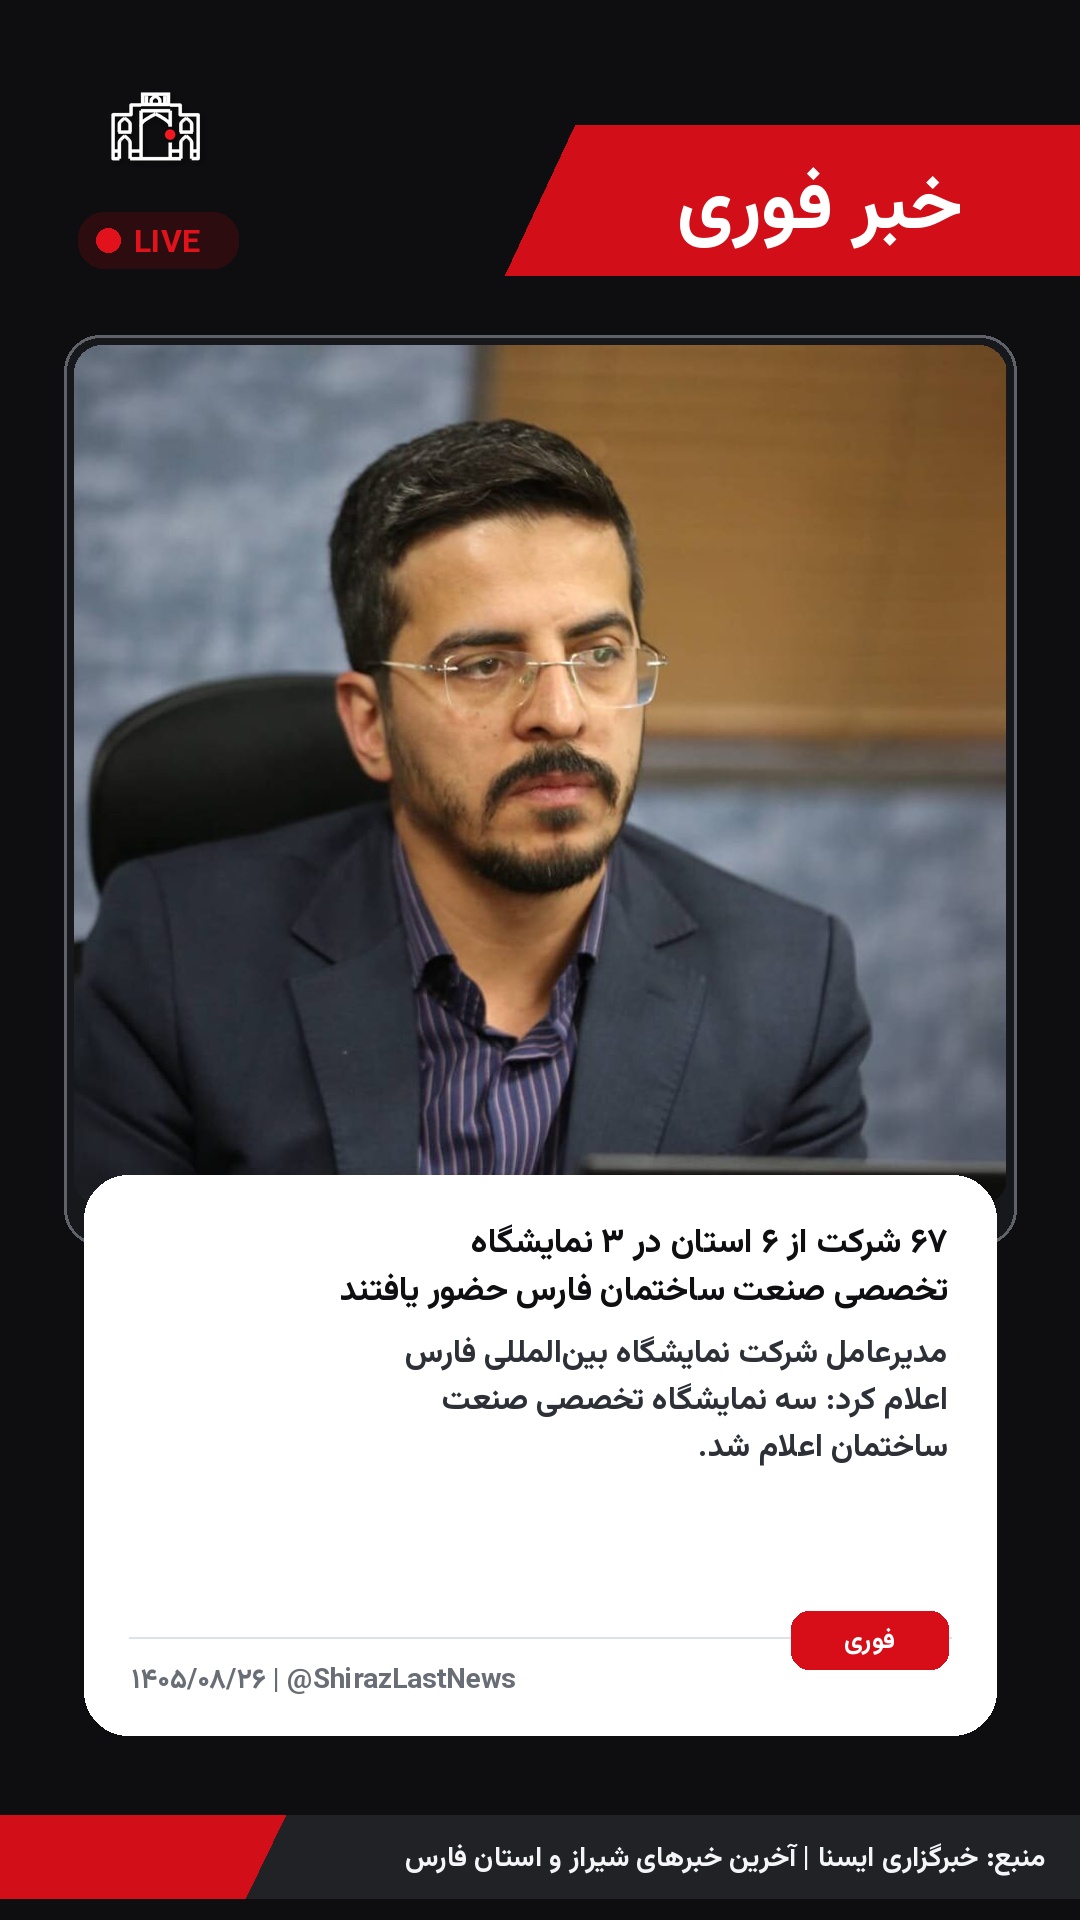 خبر فوری
LIVE
۶۷ شرکت از ۶ استان در ۳ نمایشگاه
تخصصی صنعت ساختمان فارس حضور یافتند
مدیرعامل شرکت نمایشگاه بین‌المللی فارس
اعلام کرد: سه نمایشگاه تخصصی صنعت
ساختمان اعلام شد.
فوری
۱۴۰۵/۰۸/۲۶ | @ShirazLastNews
منبع: خبرگزاری ایسنا | آخرین خبرهای شیراز و استان فارس